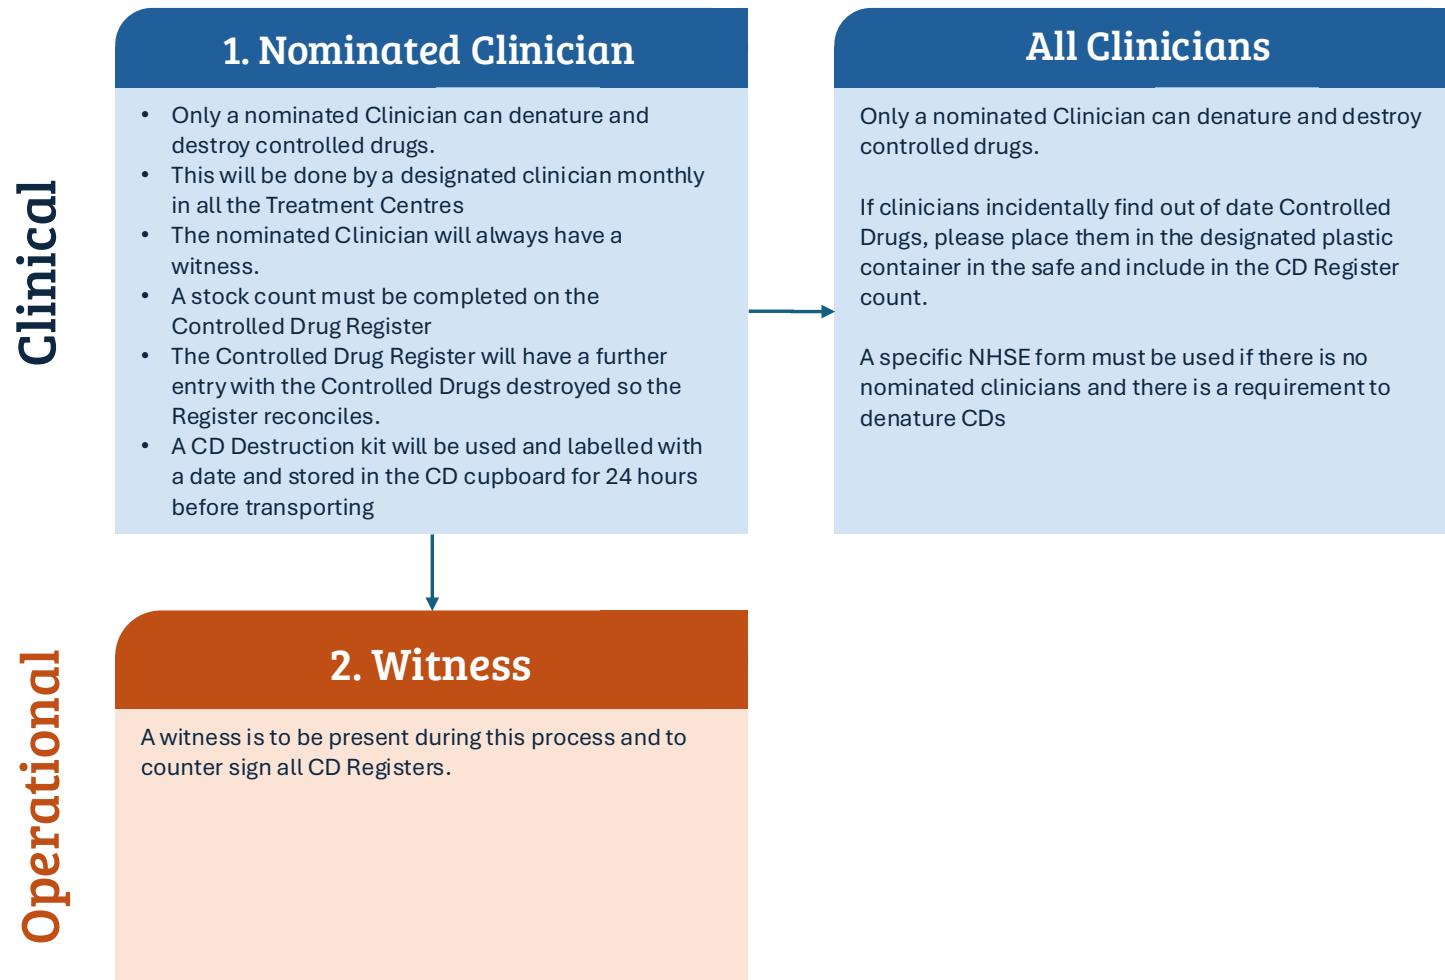 Clinical
1. Nominated Clinician
• Only a nominated Clinician can denature and
destroy controlled drugs.
• This will be done by a designated clinician monthly
in all the Treatment Centres
• The nominated Clinician will always have a
witness.
• A stock count must be completed on the
Controlled Drug Register
• The Controlled Drug Register will have a further
entry with the Controlled Drugs destroyed so the
Register reconciles.
• A CD Destruction kit will be used and labelled with
a date and stored in the CD cupboard for 24 hours
before transporting
All Clinicians
Only a nominated Clinician can denature and destroy
controlled drugs.
If clinicians incidentally find out of date Controlled
Drugs, please place them in the designated plastic
container in the safe and include in the CD Register
count.
A specific NHSE form must be used if there is no
nominated clinicians and there is a requirement to
denature CDs
Operational
2. Witness
A witness is to be present during this process and to
counter sign all CD Registers.